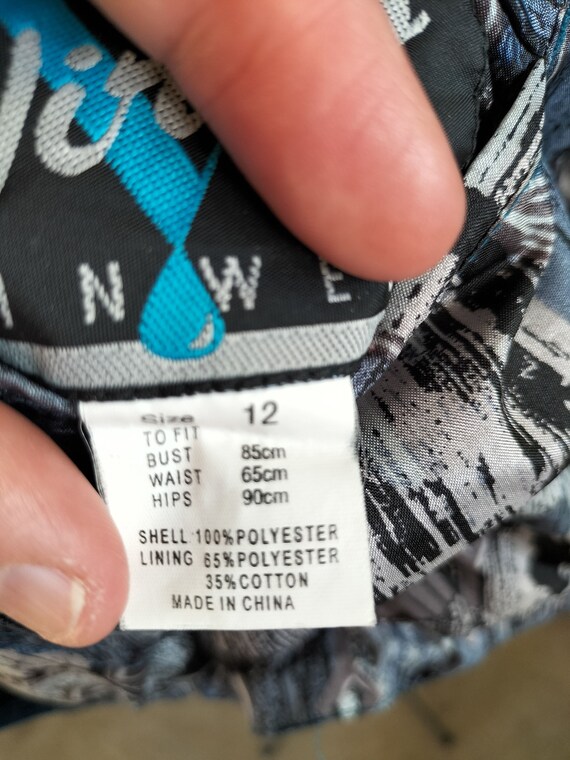 Size 12
TO FIT
BUST 85cm
WAIST 65cm
HIPS 90cm
SHELL 100%POLYESTER
LINING 65%POLYESTER
35%COTTON
MADE IN CHINA